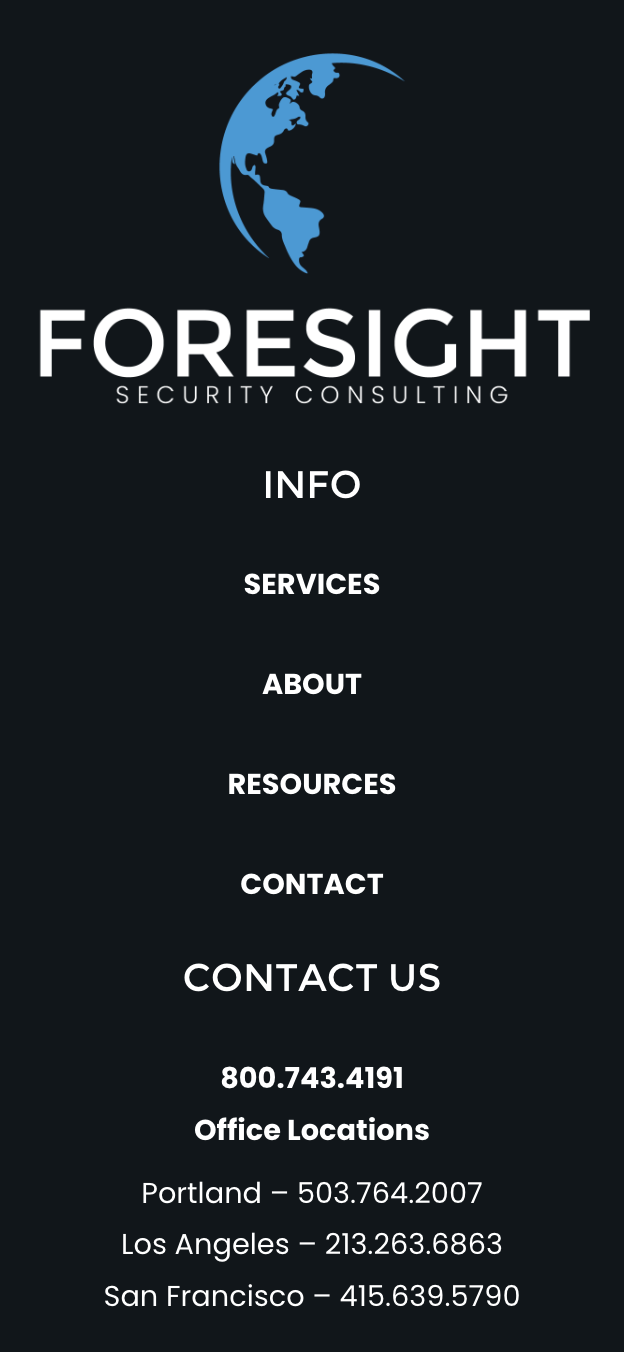 FORESIGHT
SECURITY CONSULTING
INFO
SERVICES
ABOUT
RESOURCES
CONTACT
CONTACT US
800.743.4191
Office Locations
Portland – 503.764.2007
Los Angeles – 213.263.6863
San Francisco – 415.639.5790